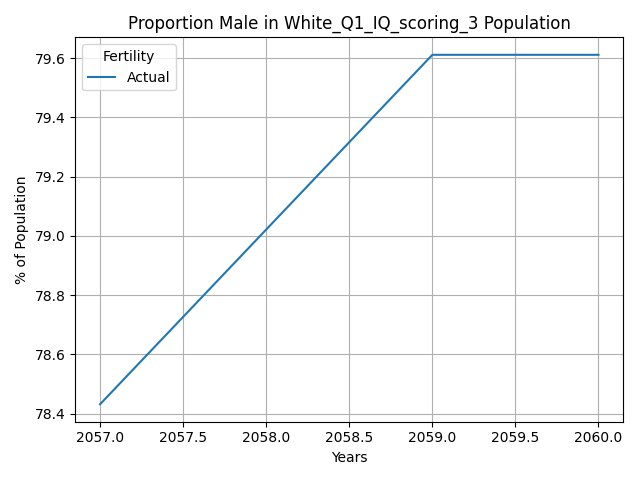 Proportion Male in White_Q1_IQ_scoring_3 Population
Fertility
Actual
79.6
79.4
79.2
79.0
78.8
78.6
78.4
% of Population
2057.0 2057.5 2058.0 2058.5 2059.0 2059.5 2060.0
Years